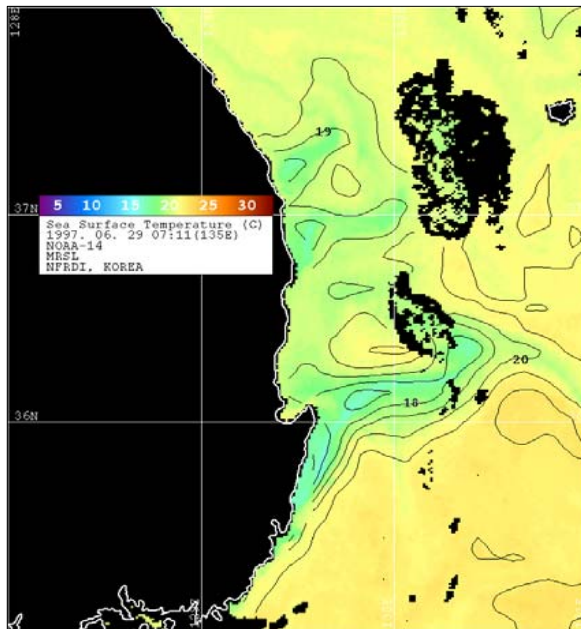 128E
19
37N
5 10 15 20 25 30
Sea Surface Temperature (C)
1997. 06. 29 07:11(135E)
NOAA-14
MRSL
NFRDI, KOREA
20
18
36N